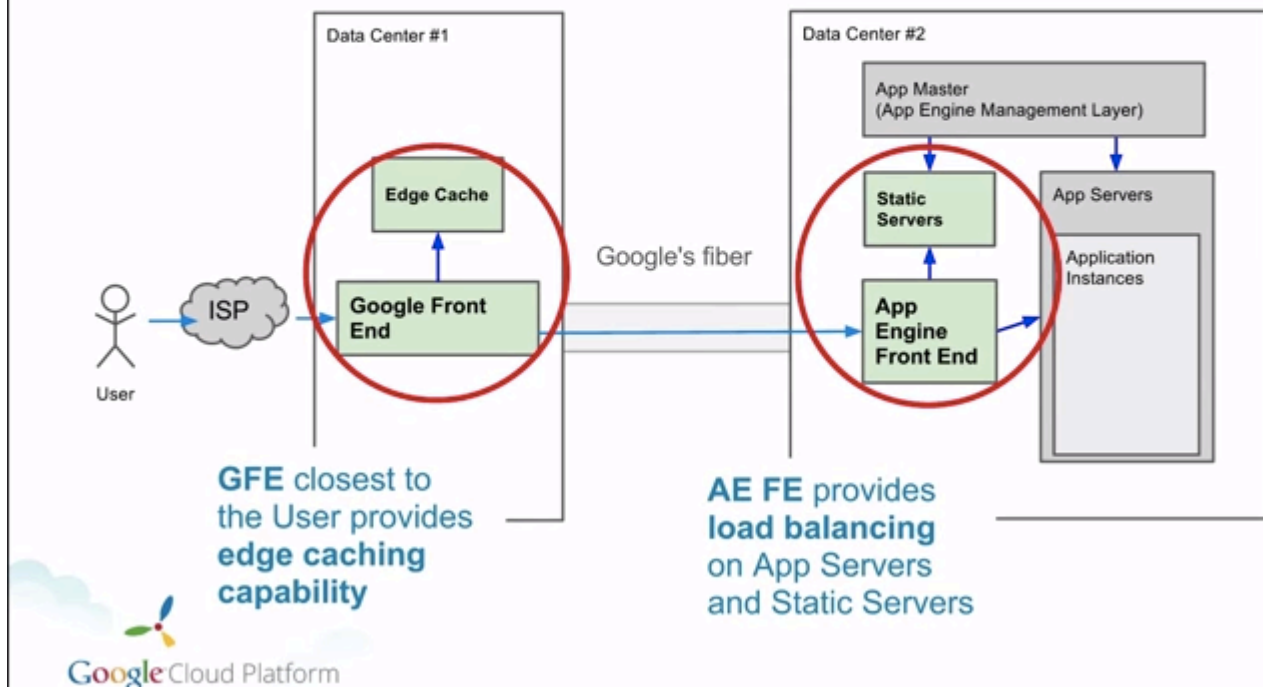 Data Center #1
Data Center #2
App Master
(App Engine Management Layer)
Edge Cache
Static
Servers
App Servers
Google's fiber
Application
Instances
ISP
Google Front
End
App
Engine
Front End
User
GFE closest to
the User provides
edge caching
capability
AE FE provides
load balancing
on App Servers
and Static Servers
Google Cloud Platform